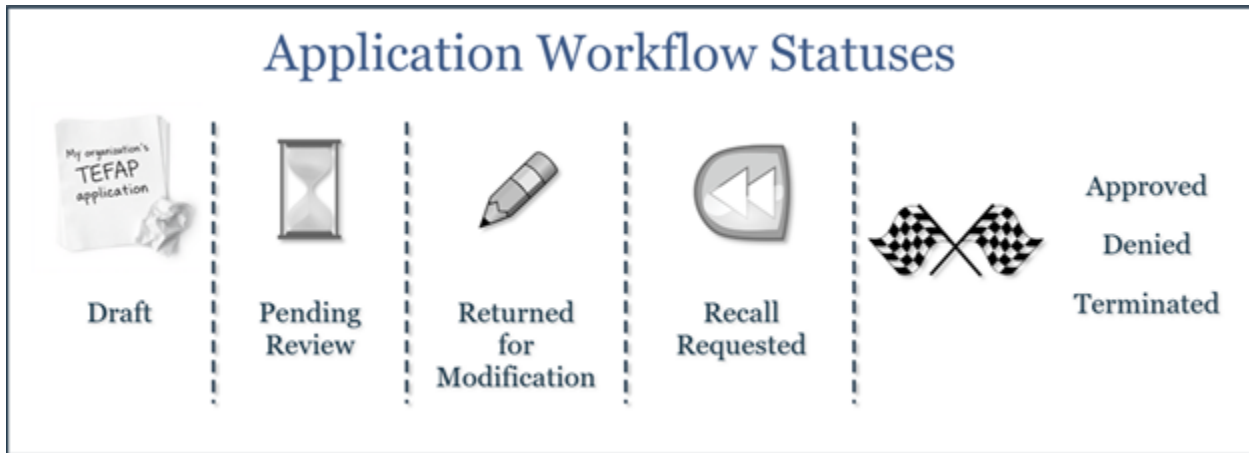 Application Workflow Statuses
My organization's
TEFAP
application
Draft
Pending
Review
Returned
for
Modification
Recall
Requested
Approved
Denied
Terminated